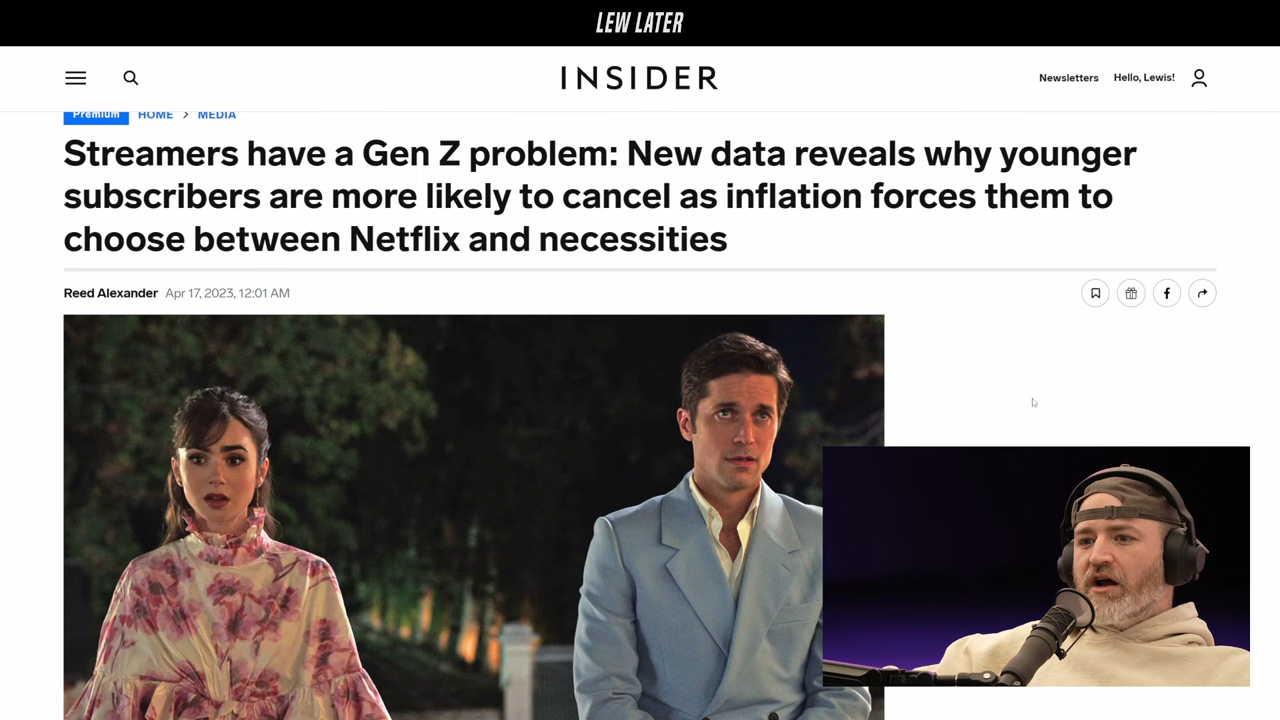 LEW LATER
INSIDER
Newsletters Hello, Lewis!
Premium HOME > MEDIA
Streamers have a Gen Z problem: New data reveals why younger
subscribers are more likely to cancel as inflation forces them to
choose between Netflix and necessities
Reed Alexander Apr 17, 2023, 12:01 AM